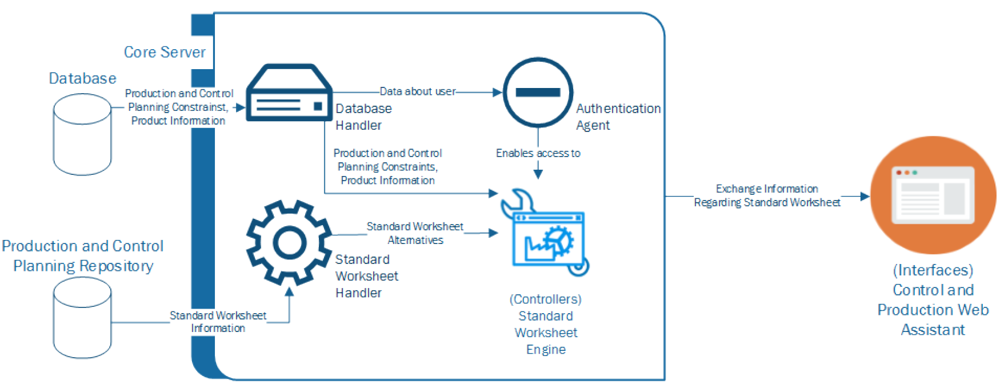 Core Server
Database
Production and Control
Planning Constrainst,
Product Information
Data about user
Database
Handler
Authentication
Agent
Production and Control
Planning Constraints,
Product Information
Enables access to
Exchange Information
Regarding Standard Worksheet
Standard Worksheet
Alternatives
Production and Control
Planning Repository
Standard
Worksheet
Handler
(Controllers)
Standard
Worksheet
Engine
Standard Worksheet
Information
(Interfaces)
Control and
Production Web
Assistant